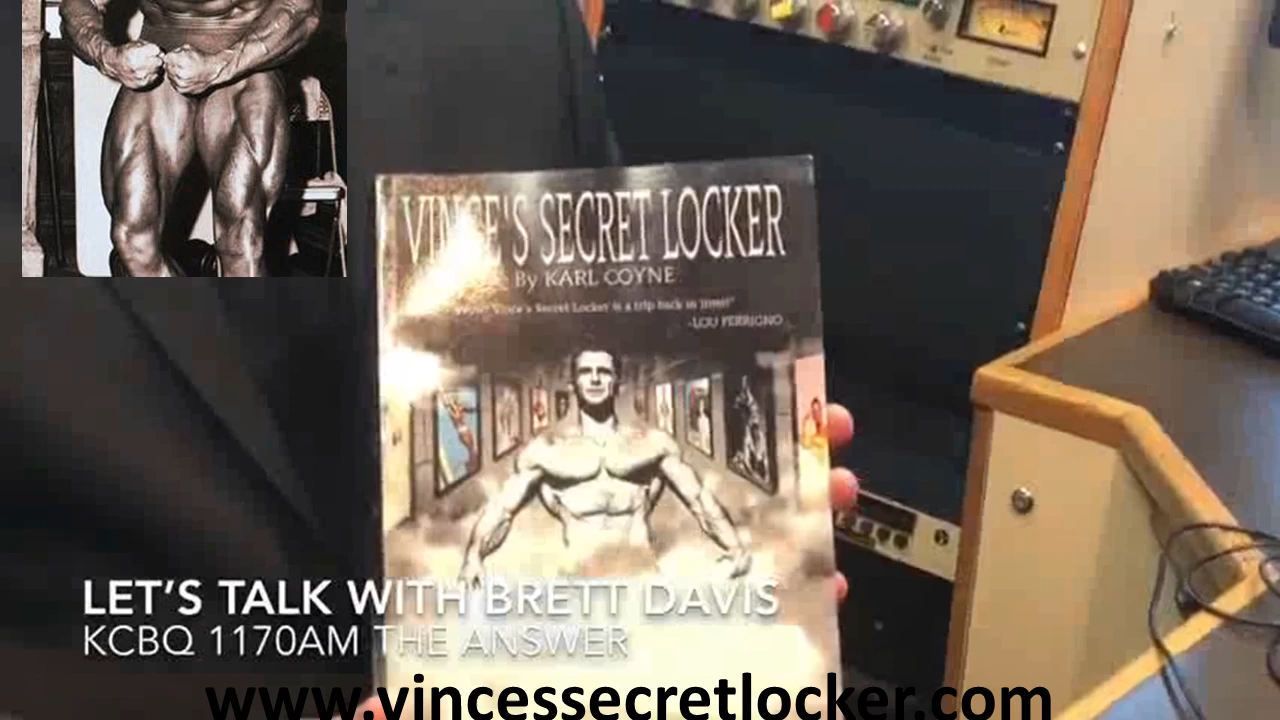 VINCE'S SECRET LOCKER
By KARL COYNE
"Vince's Secret Locker is a trip back in time!"
-LOU FERRIGNO
LET'S TALK WITH BRETT DAVIS
KCBQ 1170AM THE ANSWER
www.vincessecretlocker.com